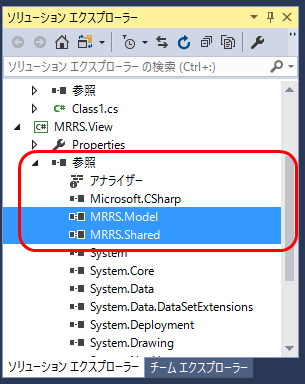 ソリューション エクスプローラー
ソリューション エクスプローラー の検索 (Ctrl+:)
参照
C# Class1.cs
C# MRRS.View
Properties
参照
アナライザー
Microsoft.CSharp
MRRS.Model
MRRS.Shared
System
System.Core
System.Data
System.Data.DataSetExtensions
System.Deployment
System.Drawing
ソリューション エクスプローラー チーム エクスプローラー